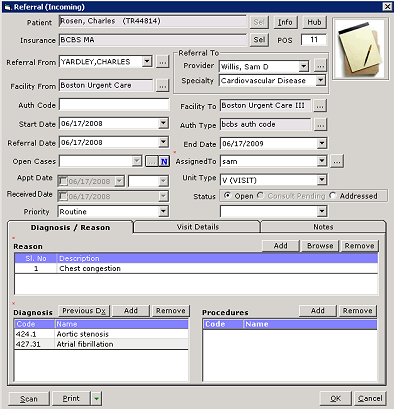 Referral (Incoming)
Patient Rosen, Charles (TR44814) Sel Info Hub
Insurance BCBS MA Sel POS 11
Referral From YARDLEY,CHARLES ...
Referral To
Provider Willis, Sam D ...
Specialty Cardiovascular Disease
Facility From Boston Urgent Care ...
Facility To Boston Urgent Care III ...
Auth Code
Auth Type bcbs auth code ...
Start Date 06/17/2008
End Date 06/17/2009
Referral Date 06/17/2008
Open Cases ... N
* AssignedTo sam ...
Appt Date 06/17/2008
Unit Type V (VISIT)
Received Date 06/17/2008
Status Open Consult Pending Addressed
Priority Routine
Diagnosis / Reason Visit Details Notes
* Reason Add Browse Remove
Sl. No Description
1 Chest congestion
* Diagnosis Previous Dx Add Remove
Procedures Add Remove
Code Name
Code Name
424.1 Aortic stenosis
427.31 Atrial fibrillation
Scan Print OK Cancel